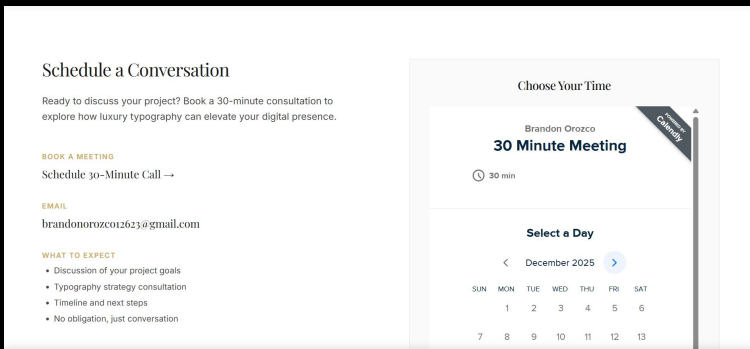 Schedule a Conversation
Ready to discuss your project? Book a 30-minute consultation to
explore how luxury typography can elevate your digital presence.
BOOK A MEETING
Schedule 30-Minute Call →
EMAIL
brandonorozco12623@gmail.com
WHAT TO EXPECT
• Discussion of your project goals
• Typography strategy consultation
• Timeline and next steps
• No obligation, just conversation
Choose Your Time
POWERED BY
Calendly
Brandon Orozco
30 Minute Meeting
30 min
Select a Day
December 2025
SUN MON TUE WED THU FRI SAT
1 2 3 4 5 6
7 8 9 10 11 12 13